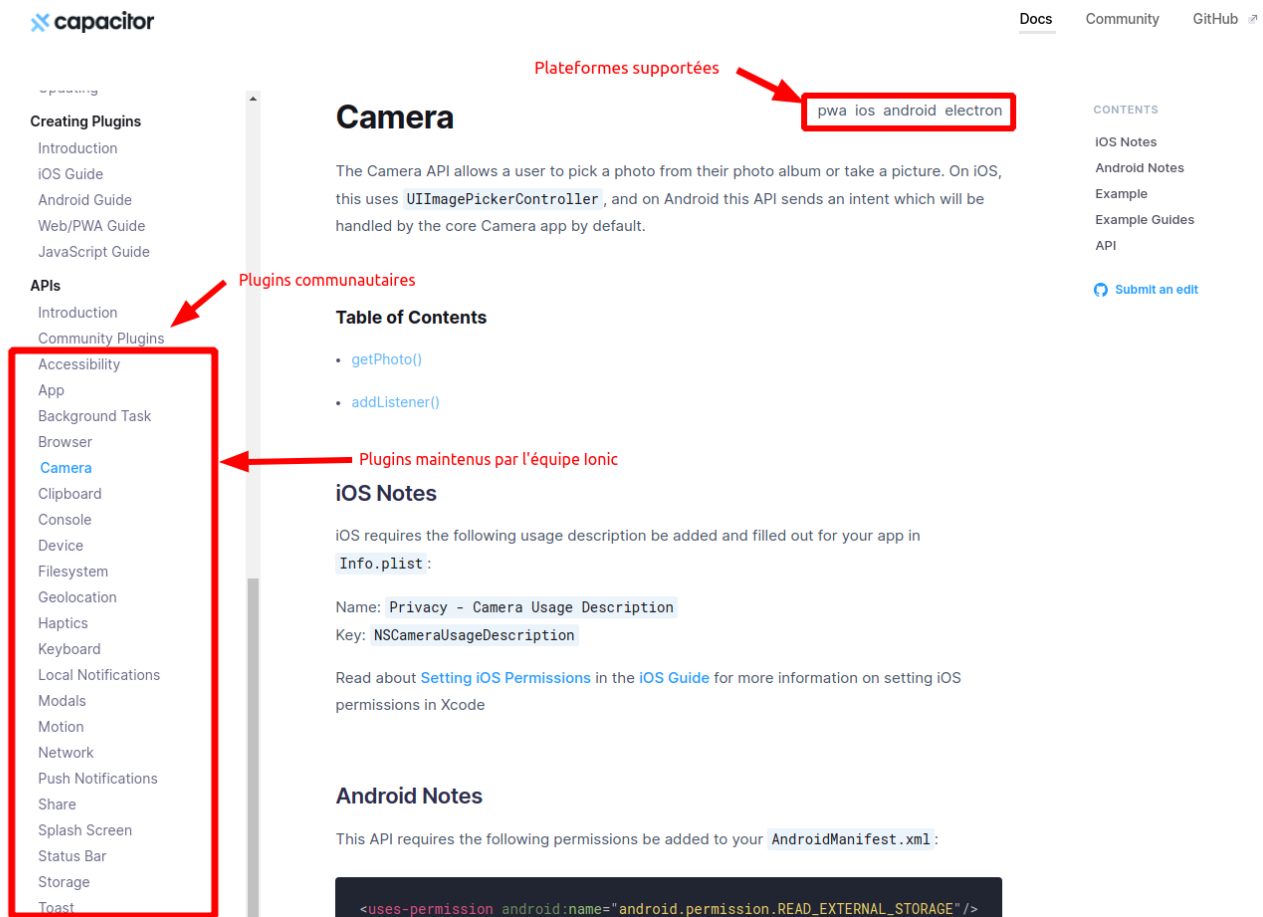 capacitor
Docs Community GitHub
Plateformes supportées
Updating
Creating Plugins
Introduction
iOS Guide
Android Guide
Web/PWA Guide
JavaScript Guide
APIs
Introduction
Community Plugins
Accessibility
App
Background Task
Browser
Camera
Clipboard
Console
Device
Filesystem
Geolocation
Haptics
Keyboard
Local Notifications
Modals
Motion
Network
Push Notifications
Share
Splash Screen
Status Bar
Storage
Toast
Plugins communautaires
Plugins maintenus par l'équipe Ionic
Camera
pwa ios android electron
The Camera API allows a user to pick a photo from their photo album or take a picture. On iOS,
this uses UIImagePickerController , and on Android this API sends an intent which will be
handled by the core Camera app by default.
Table of Contents
• getPhoto()
• addListener()
iOS Notes
iOS requires the following usage description be added and filled out for your app in
Info.plist :
Name: Privacy - Camera Usage Description
Key: NSCameraUsageDescription
Read about Setting iOS Permissions in the iOS Guide for more information on setting iOS
permissions in Xcode
Android Notes
This API requires the following permissions be added to your AndroidManifest.xml :
<uses-permission android:name="android.permission.READ_EXTERNAL_STORAGE"/>
CONTENTS
iOS Notes
Android Notes
Example
Example Guides
API
Submit an edit